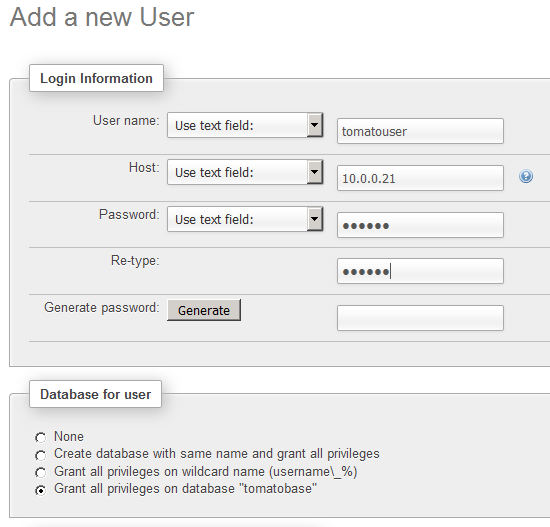 Add a new User
Login Information
User name: Use text field: tomatouser
Host: Use text field: 10.0.0.21
Password: Use text field: ●●●●●●
Re-type: ●●●●●●
Generate password: Generate
Database for user
None
Create database with same name and grant all privileges
Grant all privileges on wildcard name (username\_%)
Grant all privileges on database "tomatobase"